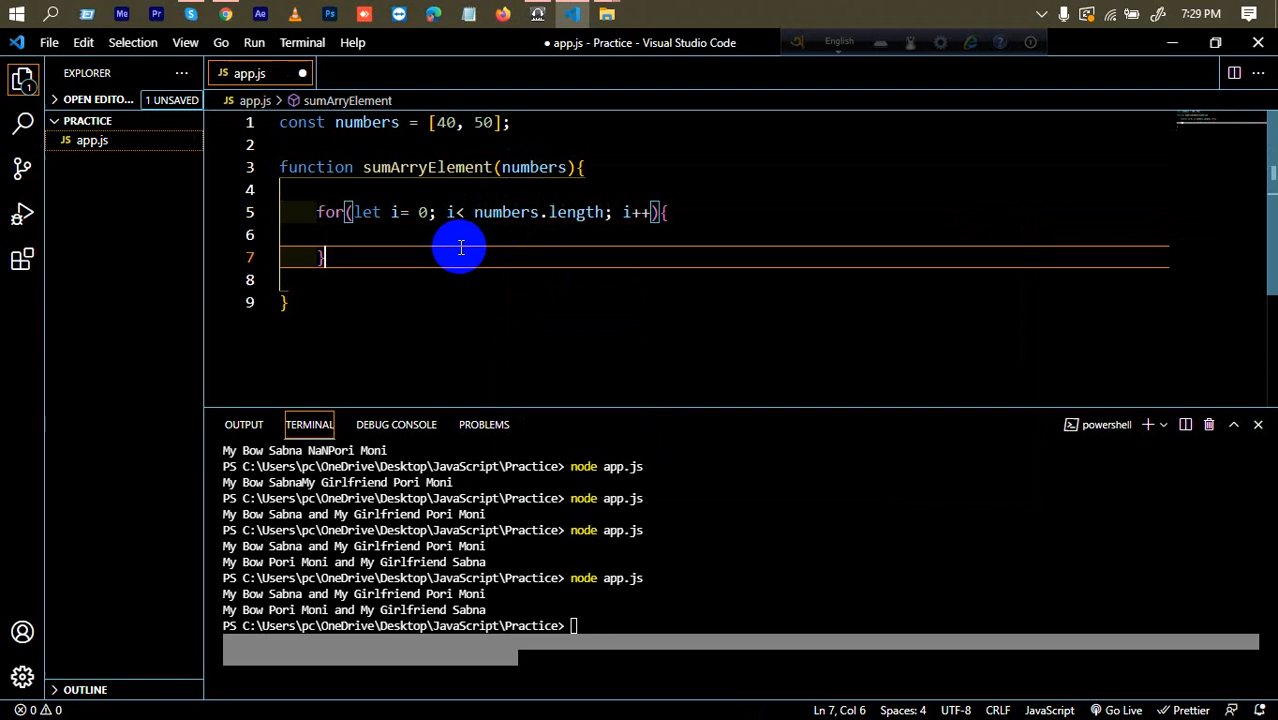 7:29 PM
English
File Edit Selection View Go Run Terminal Help
● app.js - Practice - Visual Studio Code
EXPLORER
JS app.js
OPEN EDITO... 1 UNSAVED
JS app.js > sumArryElement
PRACTICE
JS app.js
1 const numbers = [40, 50];
2
3 function sumArryElement(numbers){
4
5 for(let i= 0; i< numbers.length; i++){
6
7 }
8
9 }
OUTPUT TERMINAL DEBUG CONSOLE PROBLEMS
powershell
My Bow Sabna NaNPori Moni
PS C:\Users\pc\OneDrive\Desktop\JavaScript\Practice> node app.js
My Bow SabnaMy Girlfriend Pori Moni
PS C:\Users\pc\OneDrive\Desktop\JavaScript\Practice> node app.js
My Bow Sabna and My Girlfriend Pori Moni
PS C:\Users\pc\OneDrive\Desktop\JavaScript\Practice> node app.js
My Bow Sabna and My Girlfriend Pori Moni
My Bow Pori Moni and My Girlfriend Sabna
PS C:\Users\pc\OneDrive\Desktop\JavaScript\Practice> node app.js
My Bow Sabna and My Girlfriend Pori Moni
My Bow Pori Moni and My Girlfriend Sabna
PS C:\Users\pc\OneDrive\Desktop\JavaScript\Practice>
OUTLINE
0 0 Ln 7, Col 6 Spaces: 4 UTF-8 CRLF JavaScript Go Live Prettier